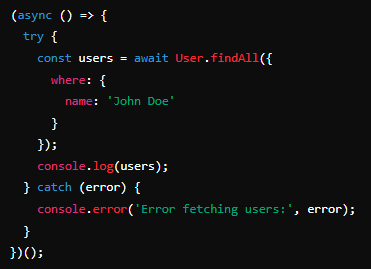 (async () => {
  try {
    const users = await User.findAll({
      where: {
        name: 'John Doe'
      }
    });
    console.log(users);
  } catch (error) {
    console.error('Error fetching users:', error);
  }
})();